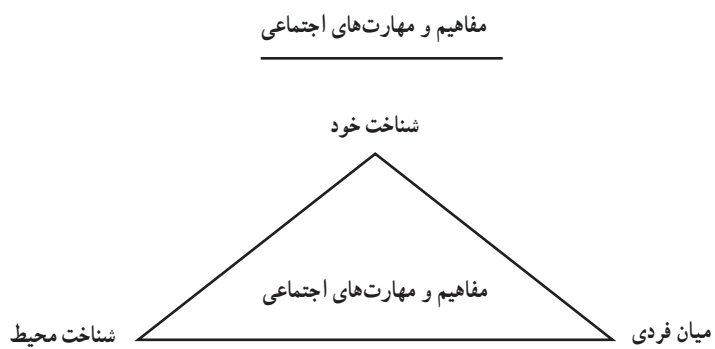 مفاهیم و مهارت‌های اجتماعی
شناخت خود
مفاهیم و مهارت‌های اجتماعی
میان فردی
شناخت محیط